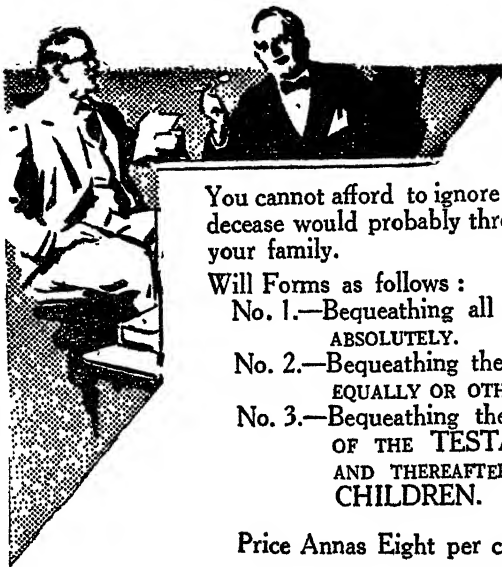 You cannot afford to ignore
decease would probably thr
your family.
Will Forms as follows :
No. 1.—Bequeathing all
ABSOLUTELY.
No. 2.—Bequeathing the
EQUALLY OR OTH
No. 3.—Bequeathing the
OF THE TESTA
AND THEREAFTE
CHILDREN.
Price Annas Eight per c